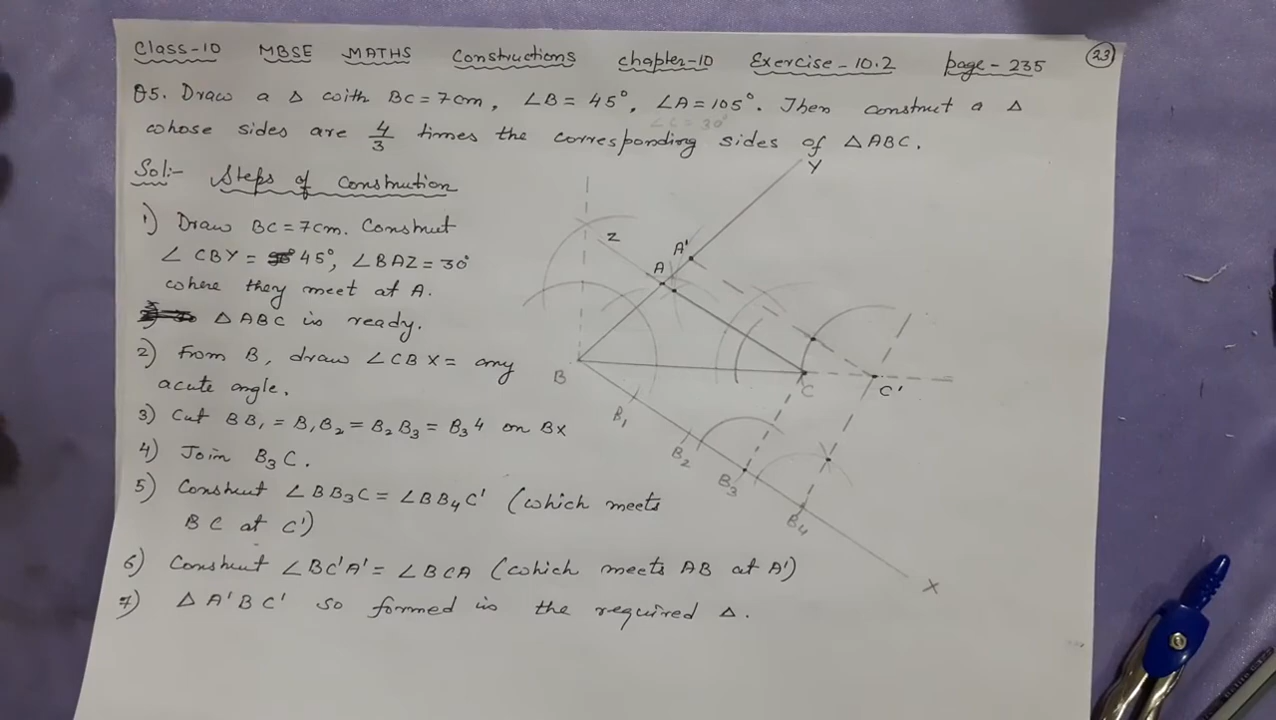 Class-10 MBSE MATHS Constructions chapter-10 Exercise-10.2 page-235 23
Q5. Draw a Δ with BC=7cm, ∠B= 45°, ∠A=105°. Then construct a Δ
∠C=30°
whose sides are 4/3 times the corresponding sides of ΔABC.
Sol:- Steps of Constnution
1) Draw BC=7cm. Constnut
∠CBY = 45°, ∠BAZ=30°
where they meet at A.
ΔABC is ready.
2) From B, draw ∠CBX= any
acute angle.
3) Cut BB₁=B₁B₂=B₂B₃=B₃4 on BX
4) Join B₃C.
5) Constnut ∠BB₃C=∠BB₄C' (which meets
BC at C')
6) Constnut ∠BC'A'=∠BCA (which meets AB at A')
7) ΔA'BC' so formed is the required Δ.
Y
Z
A'
A
B
C
C'
B₁
B₂
B₃
B₄
X